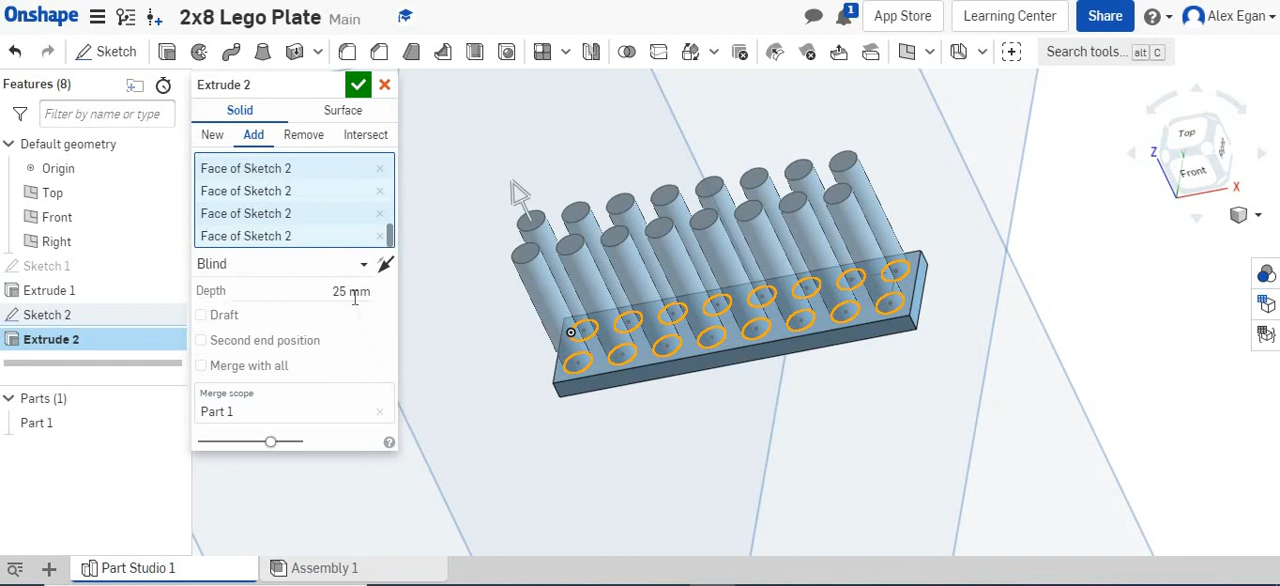 Onshape 2x8 Lego Plate Main 1 App Store Learning Center Share Alex Egan
Sketch Search tools... alt C
Features (8)
Filter by name or type
Default geometry
Origin
Top
Front
Right
Sketch 1
Extrude 1
Sketch 2
Extrude 2
Parts (1)
Part 1
Extrude 2
Solid Surface
New Add Remove Intersect
Face of Sketch 2
Face of Sketch 2
Face of Sketch 2
Face of Sketch 2
Blind
Depth 25 mm
Draft
Second end position
Merge with all
Merge scope
Part 1
Top
Z Y
Front
X
Part Studio 1 Assembly 1